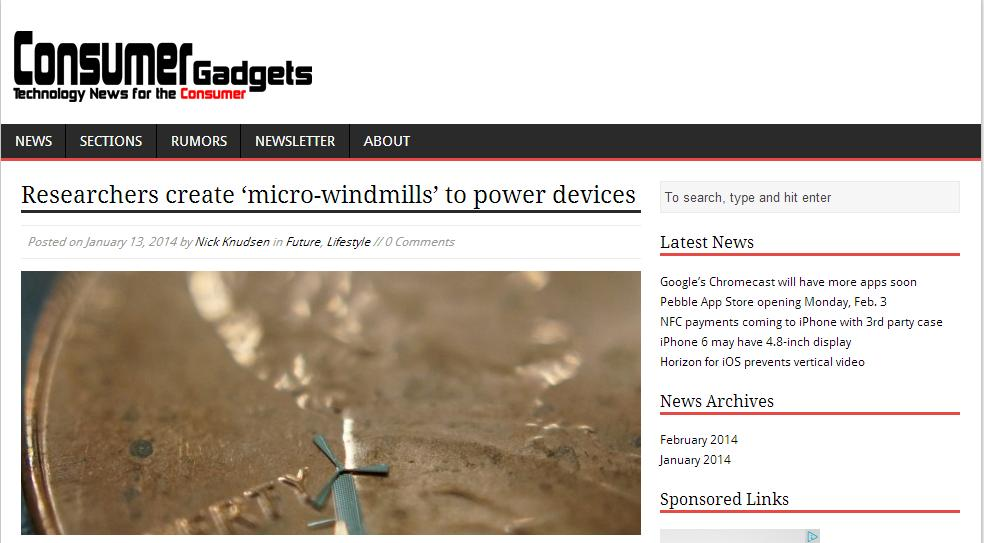 Consumer Gadgets
Technology News for the Consumer
NEWS SECTIONS RUMORS NEWSLETTER ABOUT
Researchers create ‘micro-windmills’ to power devices
Posted on January 13, 2014 by Nick Knudsen in Future, Lifestyle // 0 Comments
ERTY
To search, type and hit enter
Latest News
Google’s Chromecast will have more apps soon
Pebble App Store opening Monday, Feb. 3
NFC payments coming to iPhone with 3rd party case
iPhone 6 may have 4.8-inch display
Horizon for iOS prevents vertical video
News Archives
February 2014
January 2014
Sponsored Links